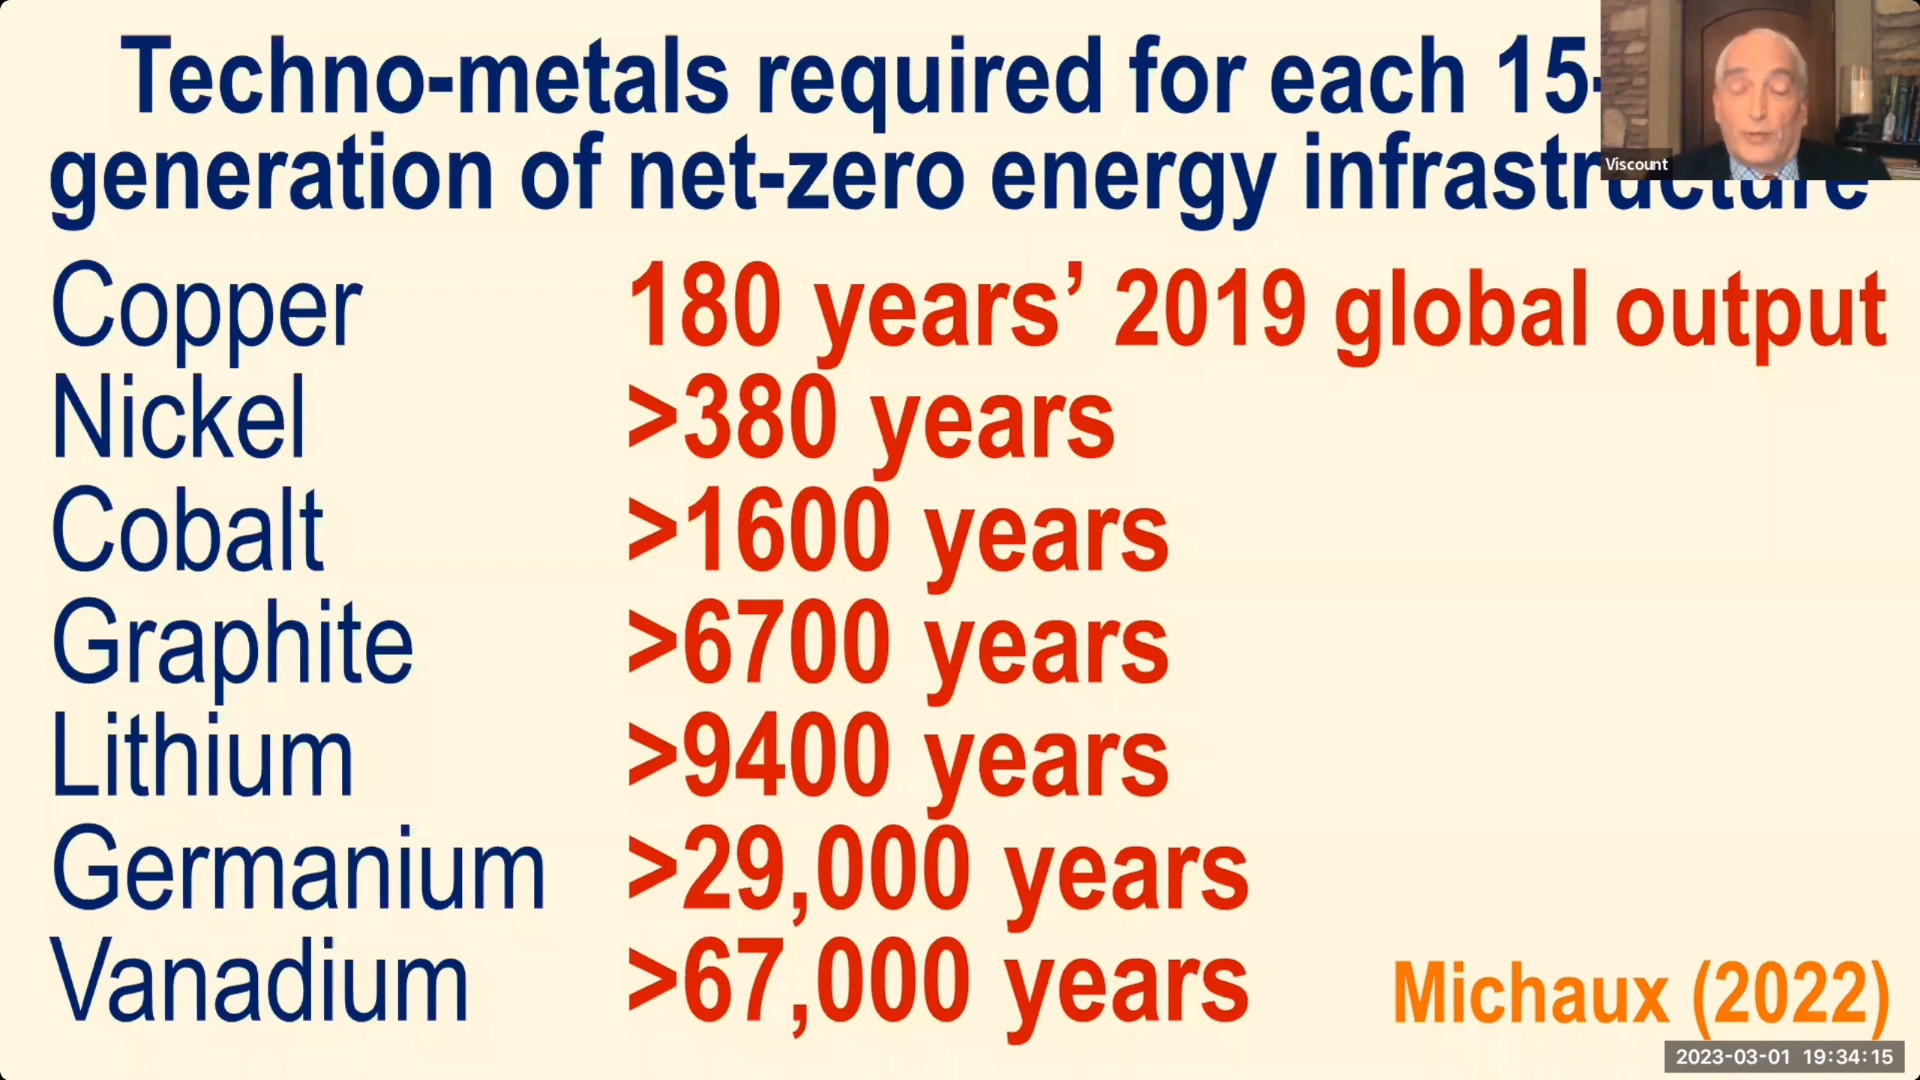 Techno-metals required for each 15-
generation of net-zero energy infrastructure
Viscount
Copper 180 years’ 2019 global output
Nickel >380 years
Cobalt >1600 years
Graphite >6700 years
Lithium >9400 years
Germanium >29,000 years
Vanadium >67,000 years
Michaux (2022)
2023-03-01 19:34:15